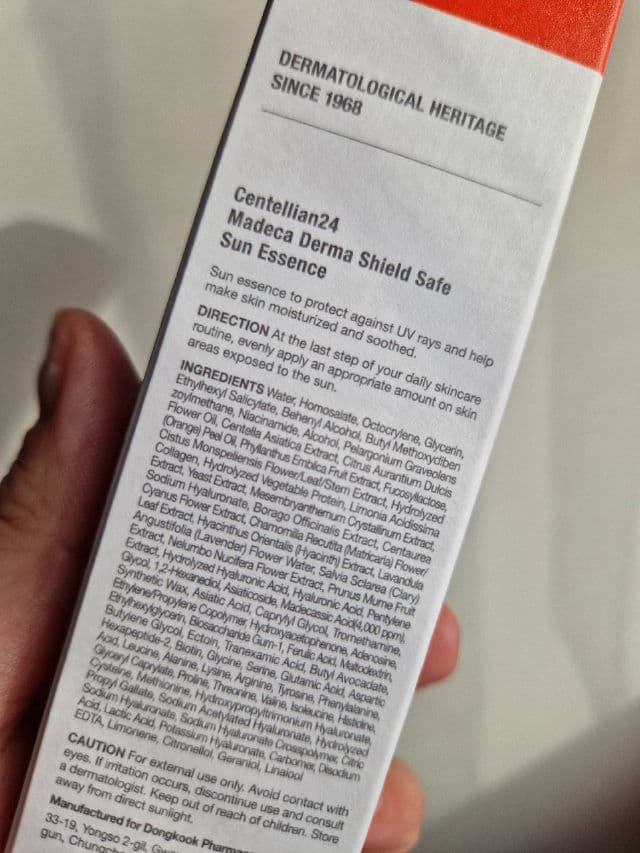 DERMATOLOGICAL HERITAGE
SINCE 1968
Centellian24
Madeca Derma Shield Safe
Sun Essence
Sun essence to protect against UV rays and help
make skin moisturized and soothed.
DIRECTION At the last step of your daily skincare
routine, evenly apply an appropriate amount on skin
areas exposed to the sun.
INGREDIENTS Water, Homosalate, Octocrylene, Glycerin,
Ethylhexyl Salicylate, Behenyl Alcohol, Butyl Methoxydiben
zoylmethane, Niacinamide, Alcohol, Pelargonium Graveolens
Flower Oil, Centella Asiatica Extract, Citrus Aurantium Dulcis
(Orange) Peel Oil, Phyllanthus Emblica Fruit Extract, Fucosyllactose,
Cistus Monspeliensis Flower/Leaf/Stem Extract, Hydrolyzed
Collagen, Hydrolyzed Vegetable Protein, Limonia Acidissima
Extract, Yeast Extract, Mesembryanthemum Crystallinum Extract,
Sodium Hyaluronate, Borago Officinalis Extract, Centaurea
Cyanus Flower Extract, Chamomilla Recutita (Matricaria) Flower/
Leaf Extract, Hyacinthus Orientalis (Hyacinth) Extract, Lavandula
Angustifolia (Lavender) Flower Water, Salvia Sclarea (Clary)
Extract, Nelumbo Nucifera Flower Extract, Prunus Mume Fruit
Extract, Hydrolyzed Hyaluronic Acid, Hyaluronic Acid, Pentylene
Glycol, 1,2-Hexanediol, Asiaticoside, Madecassic Acid(4,000 ppm),
Synthetic Wax, Asiatic Acid, Caprylyl Glycol, Tromethamine,
Ethylene/Propylene Copolymer, Hydroxyacetophenone, Adenosine,
Ethylhexylglycerin, Biosaccharide Gum-1, Ferulic Acid, Maltodextrin,
Butylene Glycol, Ectoin, Tranexamic Acid, Butyl Avocadate,
Hexapeptide-2, Biotin, Glycine, Serine, Glutamic Acid, Aspartic
Acid, Leucine, Alanine, Lysine, Arginine, Tyrosine, Phenylalanine,
Glyceryl Caprylate, Proline, Threonine, Valine, Isoleucine, Histidine,
Cysteine, Methionine, Hydroxypropyltrimonium Hyaluronate,
Propyl Gallate, Sodium Acetylated Hyaluronate, Hydrolyzed
Sodium Hyaluronate, Sodium Hyaluronate Crosspolymer, Citric
Acid, Lactic Acid, Potassium Hyaluronate, Carbomer, Disodium
EDTA, Limonene, Citronellol, Geraniol, Linalool
CAUTION For external use only. Avoid contact with
eyes. If irritation occurs, discontinue use and consult
a dermatologist. Keep out of reach of children. Store
away from direct sunlight.
Manufactured for Dongkook
33-19, Yongso 2-gil,
gun,